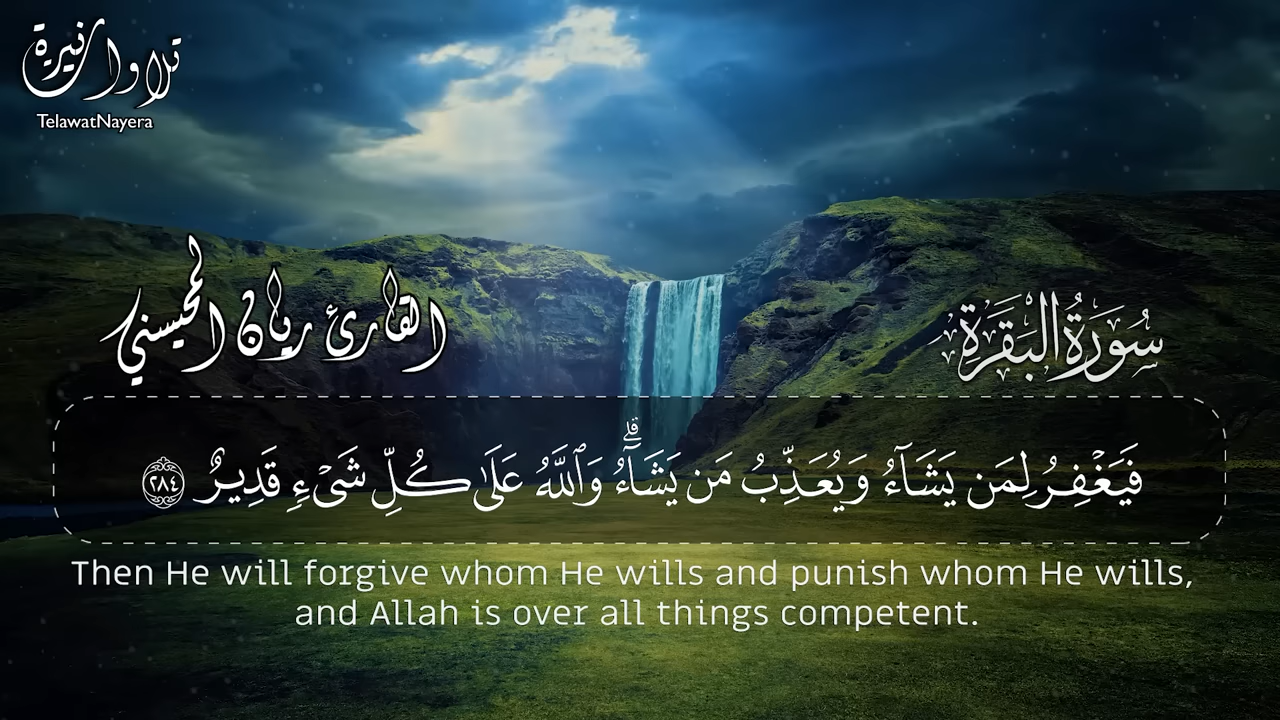 تلاوات نيرة
TelawatNayera
سُورَةُ البَقَرَةِ
القارئ ريان المحيسني
فَيَغْفِرُ لِمَن يَشَآءُ وَيُعَذِّبُ مَن يَشَآءُ ۗ وَٱللَّهُ عَلَىٰ كُلِّ شَىْءٍ قَدِيرٌ ٢٨٤
Then He will forgive whom He wills and punish whom He wills,
and Allah is over all things competent.